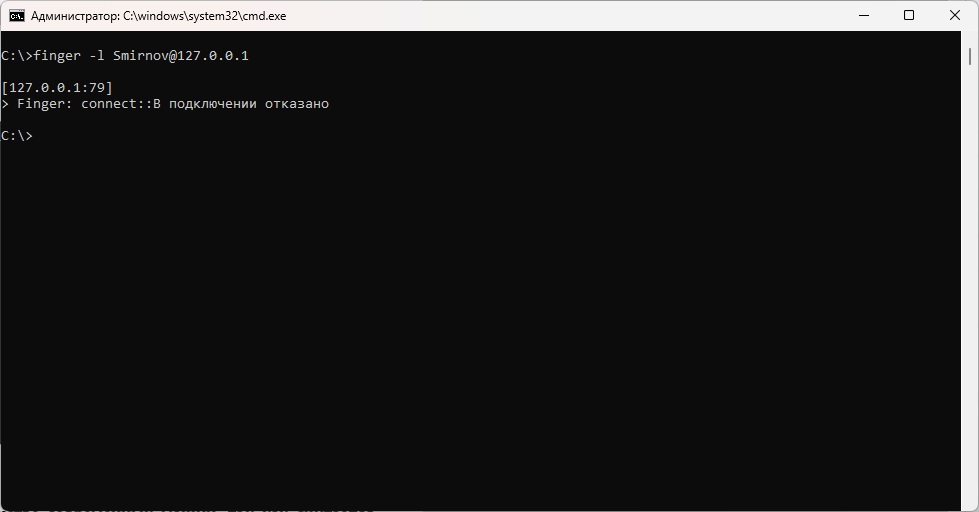 Администратор: C:\windows\system32\cmd.exe
C:\>finger -l Smirnov@127.0.0.1
[127.0.0.1:79]
> Finger: connect::В подключении отказано
C:\>